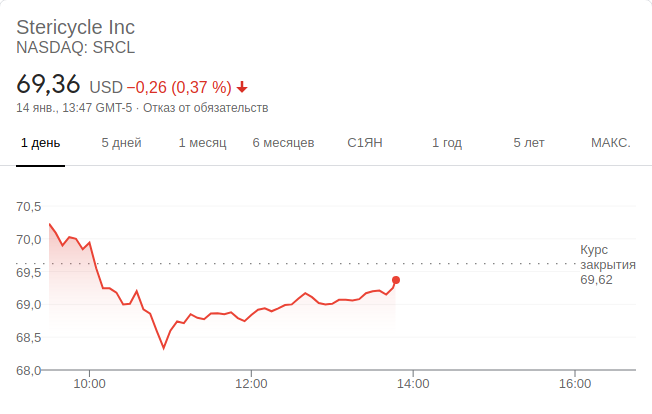 Stericycle Inc
NASDAQ: SRCL
69,36 USD −0,26 (0,37 %)
14 янв., 13:47 GMT-5 · Отказ от обязательств
1 день 5 дней 1 месяц 6 месяцев С1ЯН 1 год 5 лет МАКС.
70,5
70,0
69,5
69,0
68,5
68,0
Курс
закрытия
69,62
10:00 12:00 14:00 16:00